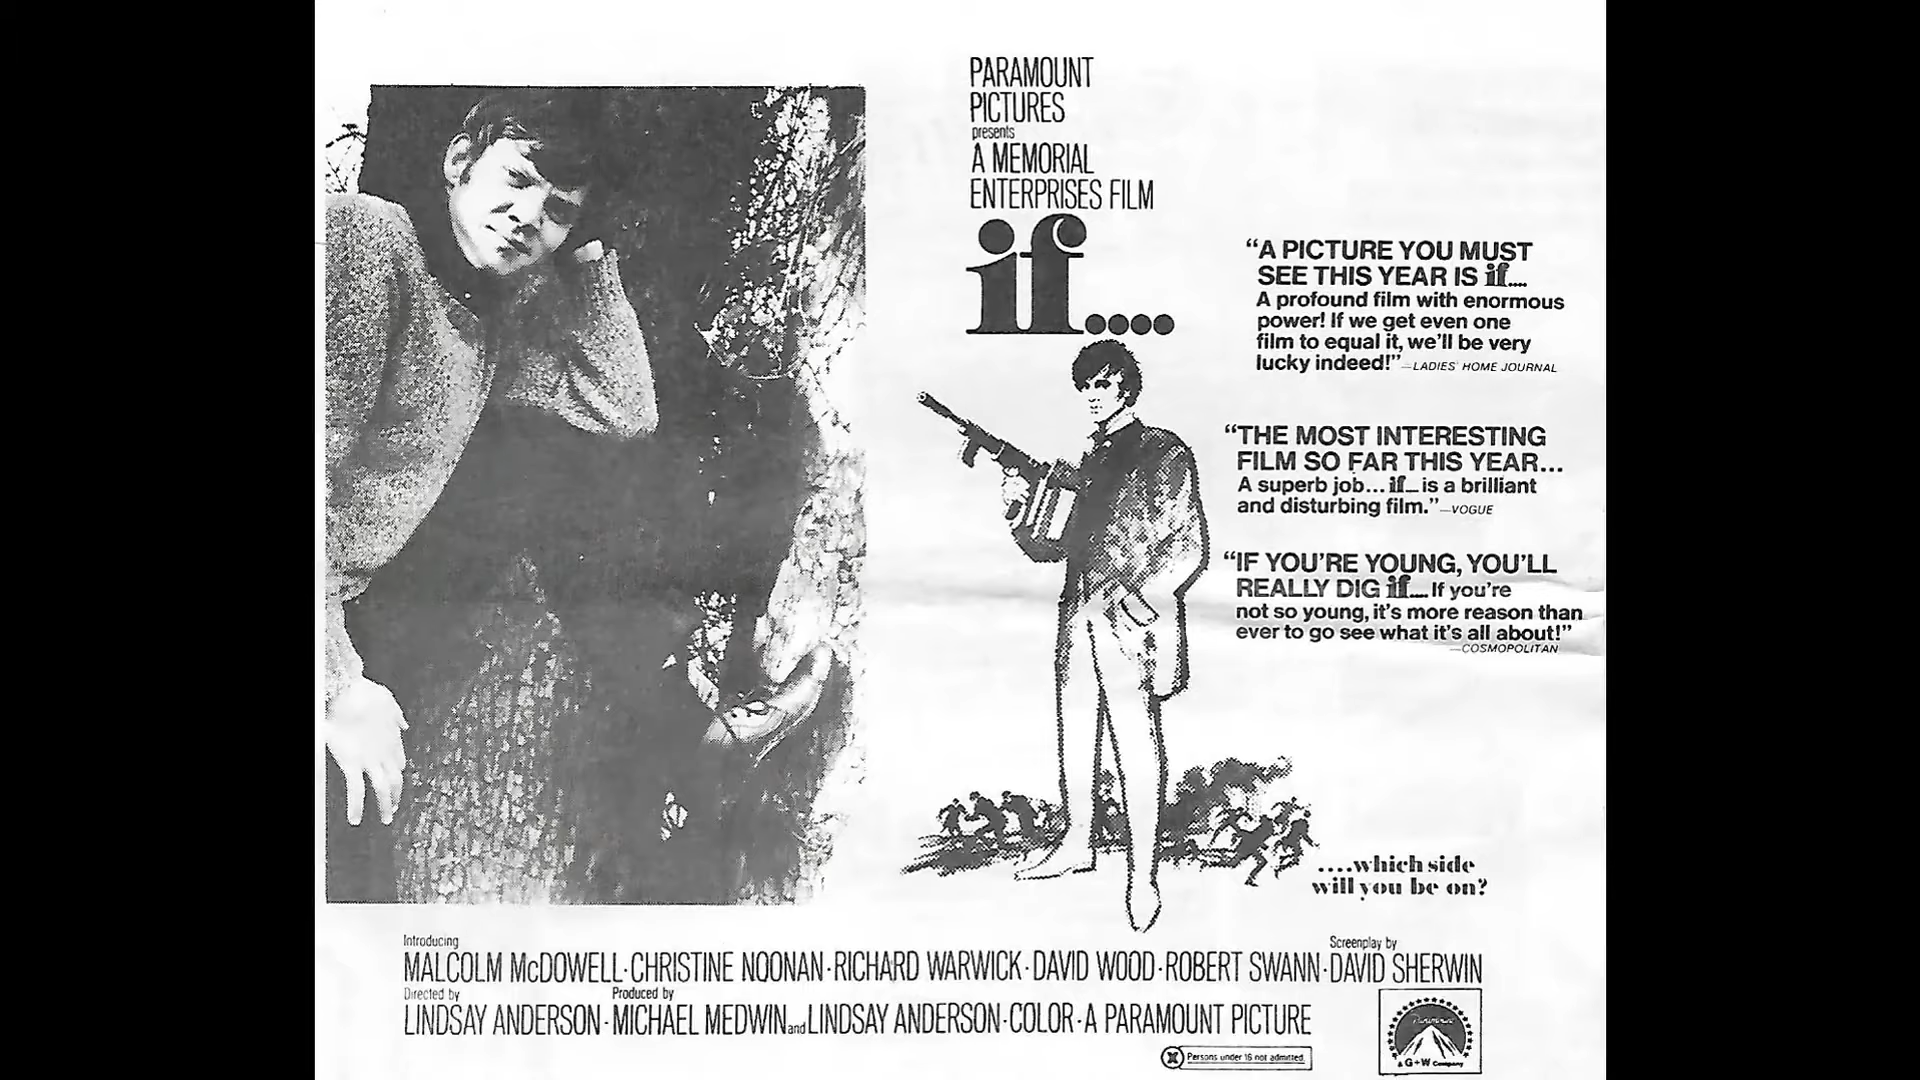 PARAMOUNT
PICTURES
presents
A MEMORIAL
ENTERPRISES FILM
if....
“A PICTURE YOU MUST
SEE THIS YEAR IS if....
A profound film with enormous
power! If we get even one
film to equal it, we’ll be very
lucky indeed!” —LADIES’ HOME JOURNAL
“THE MOST INTERESTING
FILM SO FAR THIS YEAR...
A superb job...if... is a brilliant
and disturbing film.” —VOGUE
“IF YOU’RE YOUNG, YOU’LL
REALLY DIG if.... If you’re
not so young, it’s more reason than
ever to go see what it’s all about!”
—COSMOPOLITAN
....which side
will you be on?
Introducing
Screenplay by
MALCOLM McDOWELL·CHRISTINE NOONAN·RICHARD WARWICK·DAVID WOOD·ROBERT SWANN·DAVID SHERWIN
Directed by Produced by
LINDSAY ANDERSON·MICHAEL MEDWIN and LINDSAY ANDERSON·COLOR·A PARAMOUNT PICTURE
X Persons under 16 not admitted.
Paramount
A G+W Company